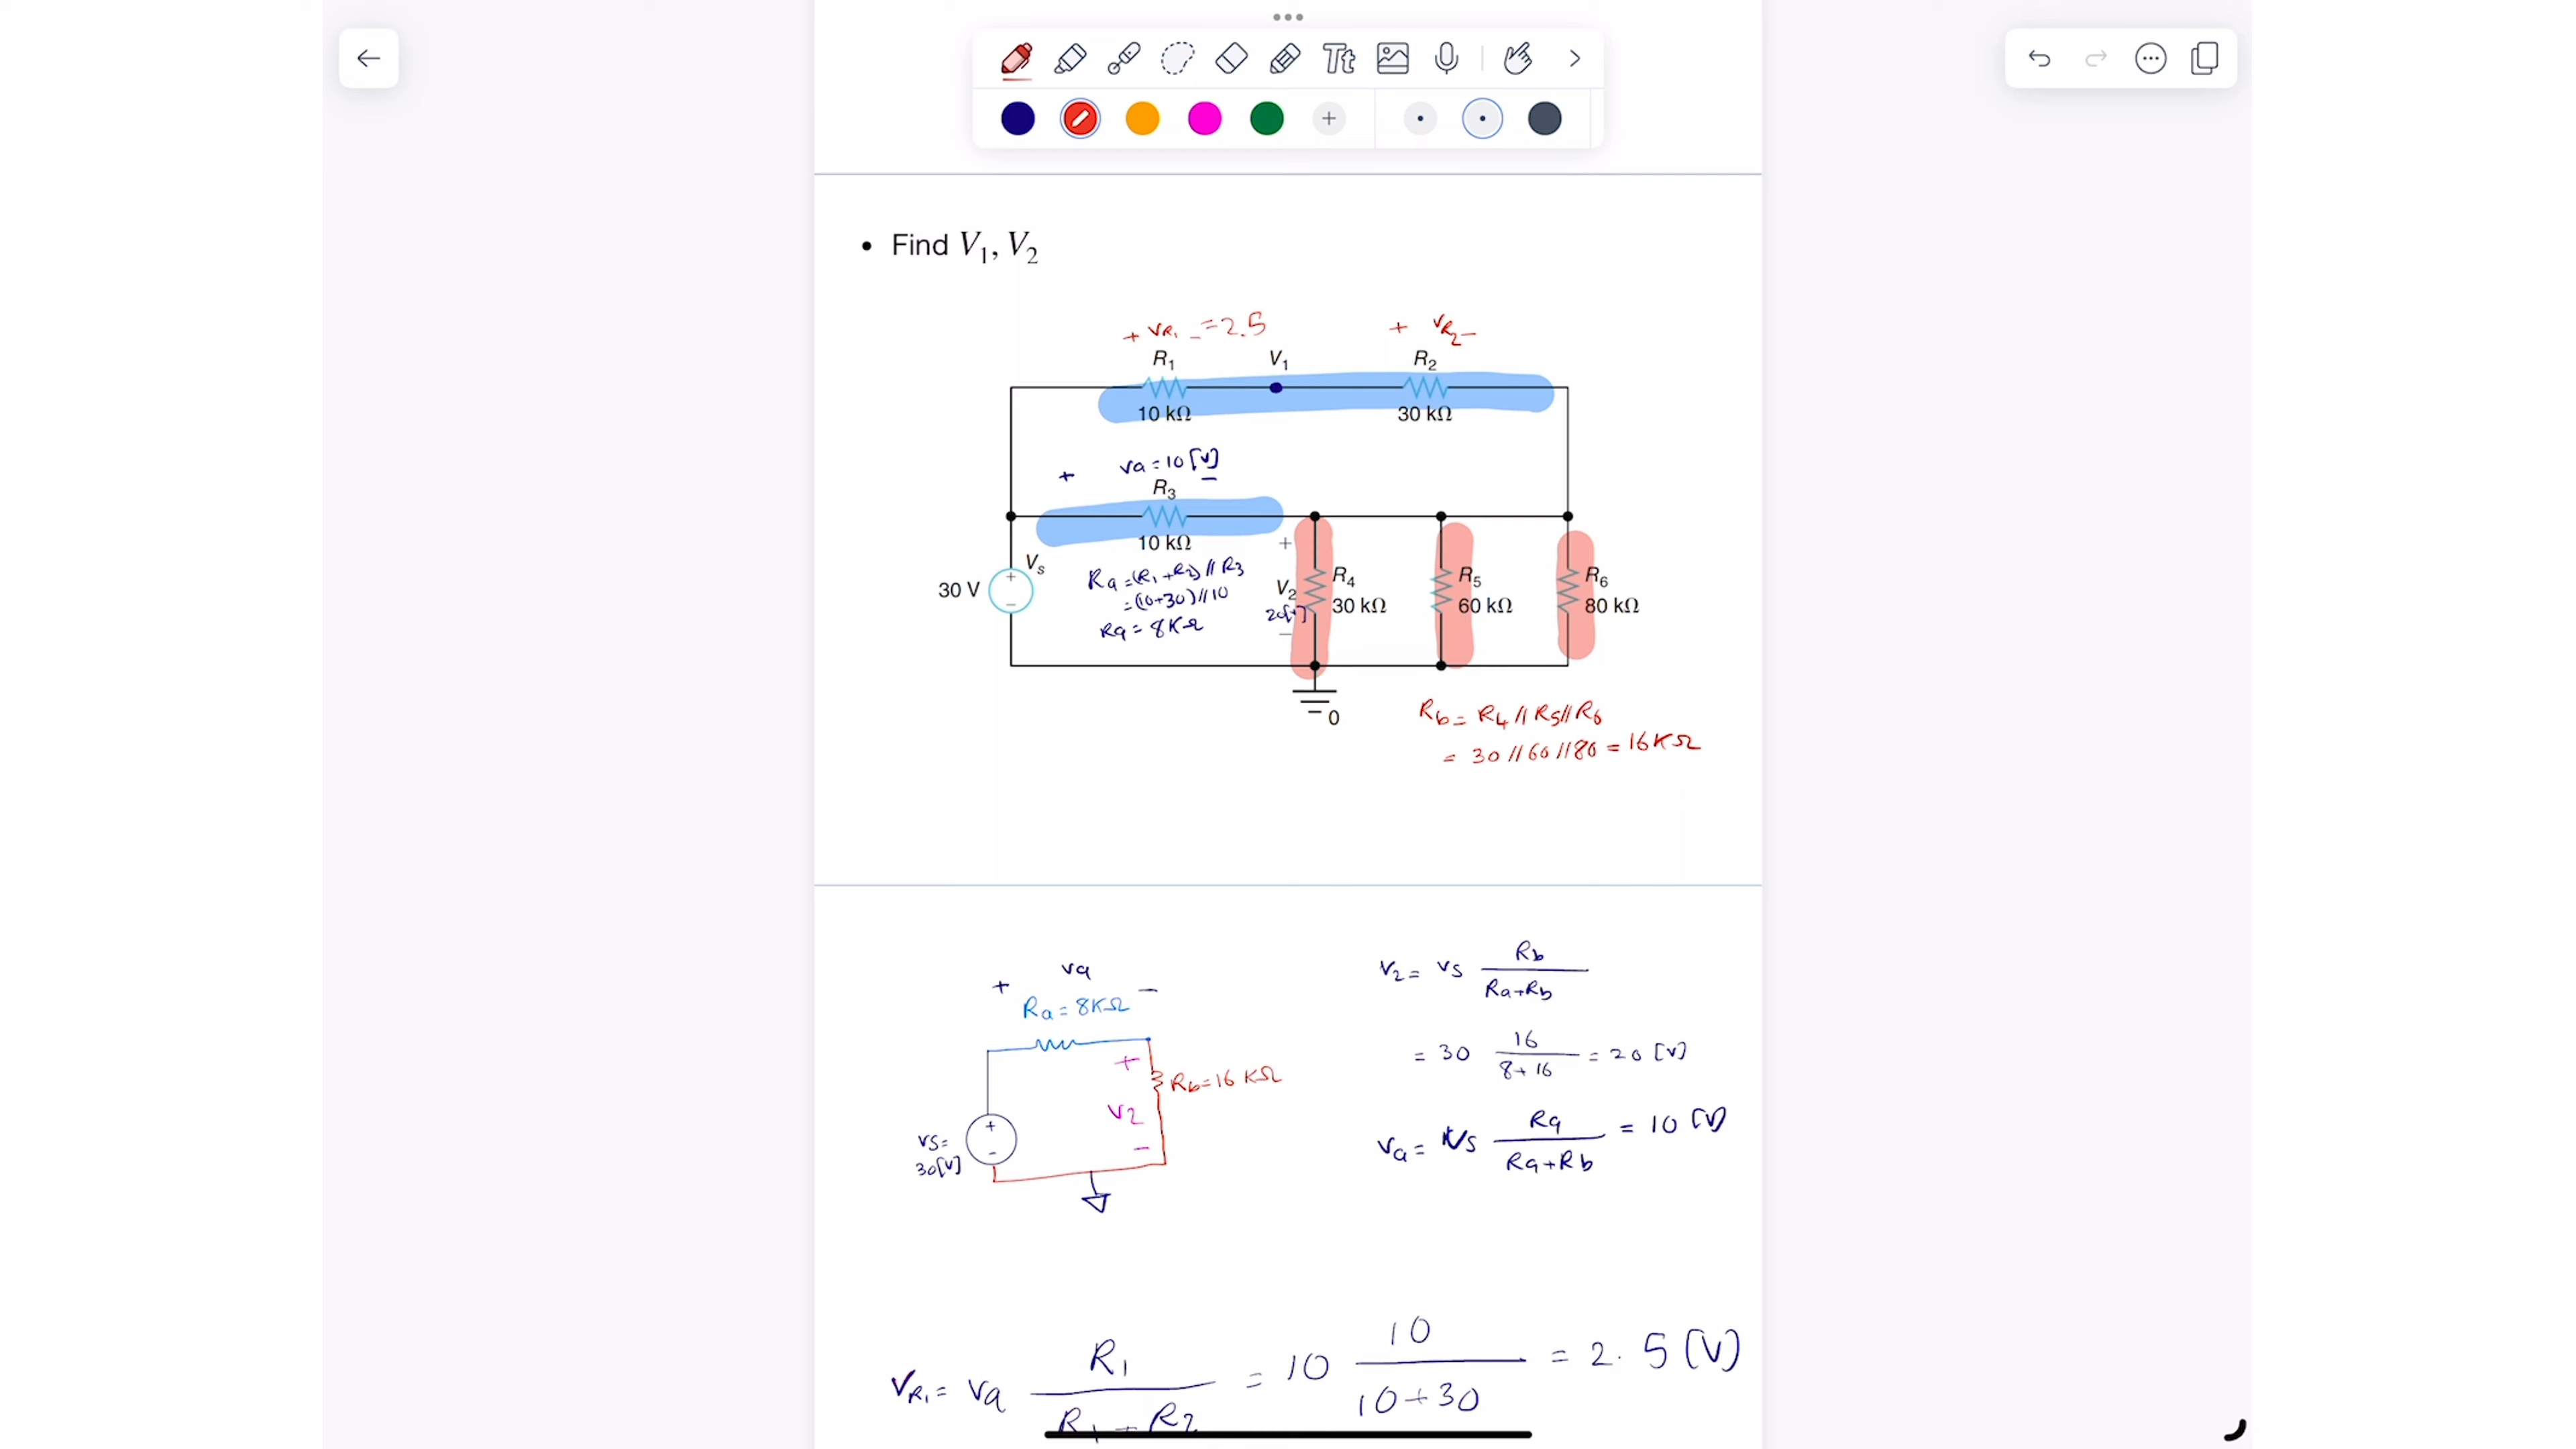 Tt
• Find V₁, V₂
+ VR₁ - = 2.5
+ VR₂ -
R₁ V₁ R₂
10 kΩ 30 kΩ
+ va = 10 [v] -
R₃
10 kΩ
30 V + - Vₛ
Ra = (R₁ + R₂) // R₃
= (10+30) // 10
Ra = 8KΩ
+ V₂ 20[v] -
R₄
30 kΩ
R₅
60 kΩ
R₆
80 kΩ
0
Rb = R₄ // R₅ // R₆
= 30 // 60 // 80 = 16KΩ
+ va -
Ra = 8KΩ
+ V₂ -
Rb = 16 KΩ
vs =
30[v]
+ -
V₂ = vs Rb / Ra+Rb
= 30 16 / 8+16 = 20 [v]
Va = Vs Ra / Ra+Rb = 10 [v]
VR₁ = va R₁ / R₁ + R₂ = 10 10 / 10+30 = 2.5 [v]